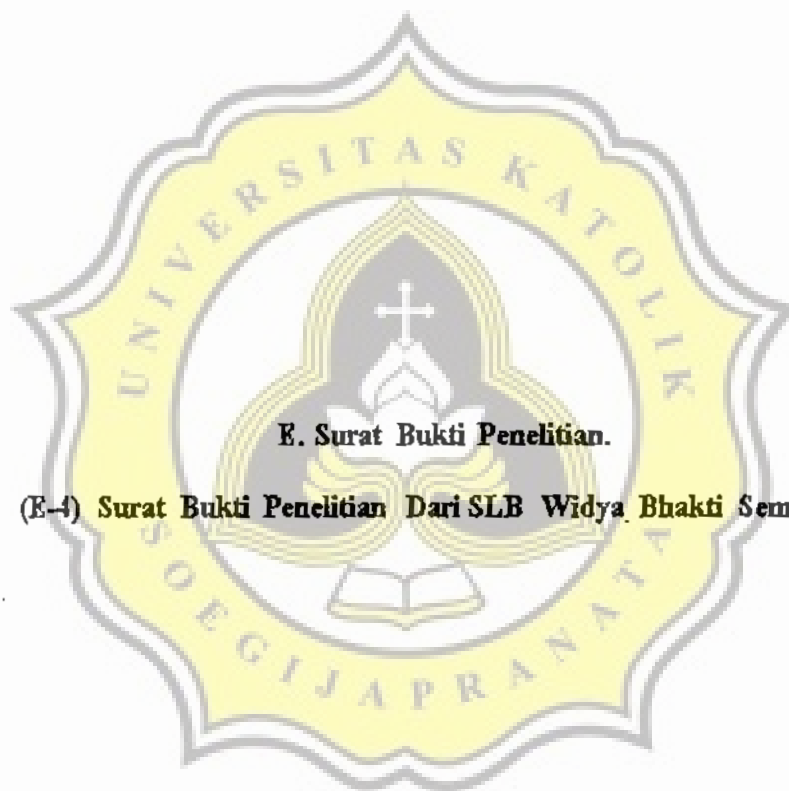 UNIVERSITAS KATOLIK
E. Surat Bukti Penelitian.
(E-4) Surat Bukti Penelitian Dari SLB Widya Bhakti Sem
SOEGIJAPRANATA